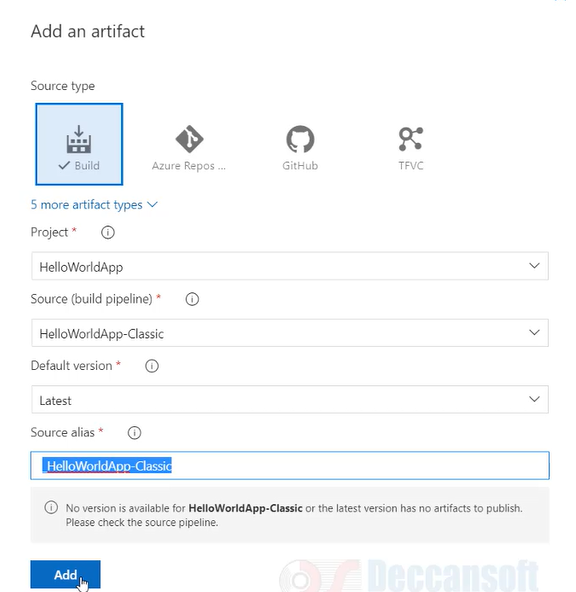 Add an artifact
Source type
Build
Azure Repos ...
GitHub
TFVC
5 more artifact types
Project *
HelloWorldApp
Source (build pipeline) *
HelloWorldApp-Classic
Default version *
Latest
Source alias *
_HelloWorldApp-Classic
No version is available for HelloWorldApp-Classic or the latest version has no artifacts to publish.
Please check the source pipeline.
Add
Deccansoft